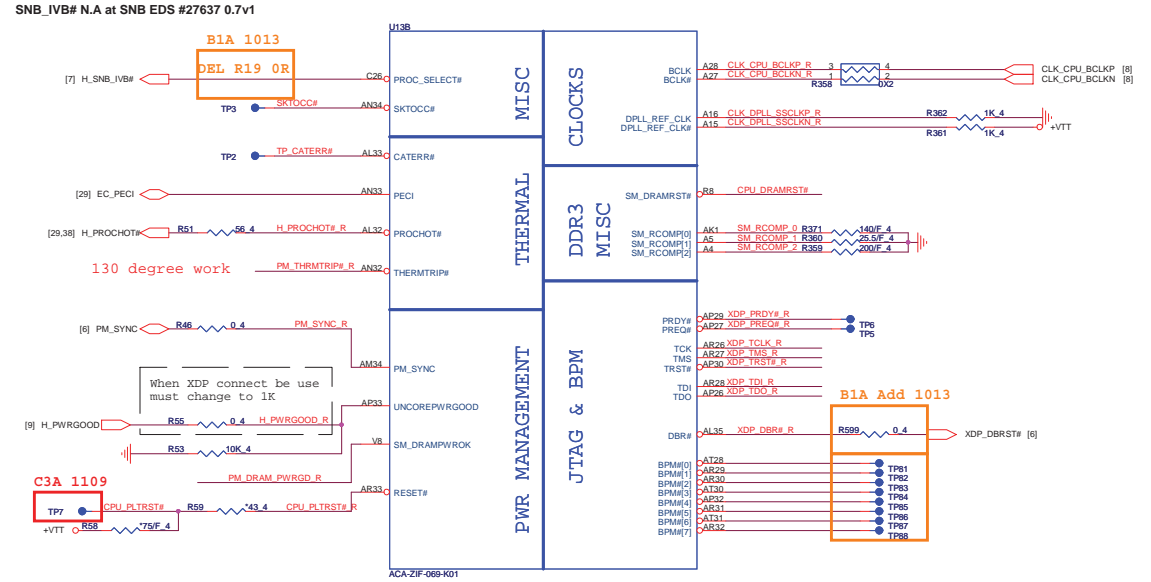 SNB_IVB# N.A at SNB EDS #27637 0.7v1
U13B
B1A 1013
DEL R19 0R
[7] H_SNB_IVB#
C26 PROC_SELECT#
TP3 SKTOCC# AN34 SKTOCC#
MISC
TP2 TP_CATERR# AL33 CATERR#
[29] EC_PECI AN33 PECI
[29,38] H_PROCHOT# R51 56_4 H_PROCHOT#_R AL32 PROCHOT#
130 degree work PM_THRMTRIP#_R AN32 THERMTRIP#
THERMAL
[6] PM_SYNC R46 0_4 PM_SYNC_R AM34 PM_SYNC
When XDP connect be use
must change to 1K
AP33 UNCOREPWRGOOD
[9] H_PWRGOOD R55 0_4 H_PWRGOOD_R
R53 10K_4
V8 SM_DRAMPWROK
PM_DRAM_PWRGD_R
C3A 1109
TP7 CPU_PLTRST# R59 *43_4 CPU_PLTRST#_R AR33 RESET#
+VTT R58 *75/F_4
PWR MANAGEMENT
ACA-ZIF-069-K01
CLOCKS
BCLK A28 CLK_CPU_BCLKP_R 3 4 CLK_CPU_BCLKP [8]
BCLK# A27 CLK_CPU_BCLKN_R 1 2 CLK_CPU_BCLKN [8]
R358 0X2
DPLL_REF_CLK A16 CLK_DPLL_SSCLKP_R R362 1K_4
DPLL_REF_CLK# A15 CLK_DPLL_SSCLKN_R R361 1K_4 +VTT
DDR3
MISC
SM_DRAMRST# R8 CPU_DRAMRST#
SM_RCOMP[0] AK1 SM_RCOMP_0 R371 140/F_4
SM_RCOMP[1] A5 SM_RCOMP_1 R360 25.5/F_4
SM_RCOMP[2] A4 SM_RCOMP_2 R359 200/F_4
JTAG & BPM
PRDY# AP29 XDP_PRDY#_R TP6
PREQ# AP27 XDP_PREQ#_R TP5
TCK AR26 XDP_TCLK_R
TMS AR27 XDP_TMS_R
TRST# AP30 XDP_TRST#_R
TDI AR28 XDP_TDI_R
TDO AP26 XDP_TDO_R
B1A Add 1013
DBR# AL35 XDP_DBR#_R R599 0_4 XDP_DBRST# [6]
BPM#[0] AT28 TP81
BPM#[1] AR29 TP82
BPM#[2] AR30 TP83
BPM#[3] AT30 TP84
BPM#[4] AP32 TP85
BPM#[5] AR31 TP86
BPM#[6] AT31 TP87
BPM#[7] AR32 TP88